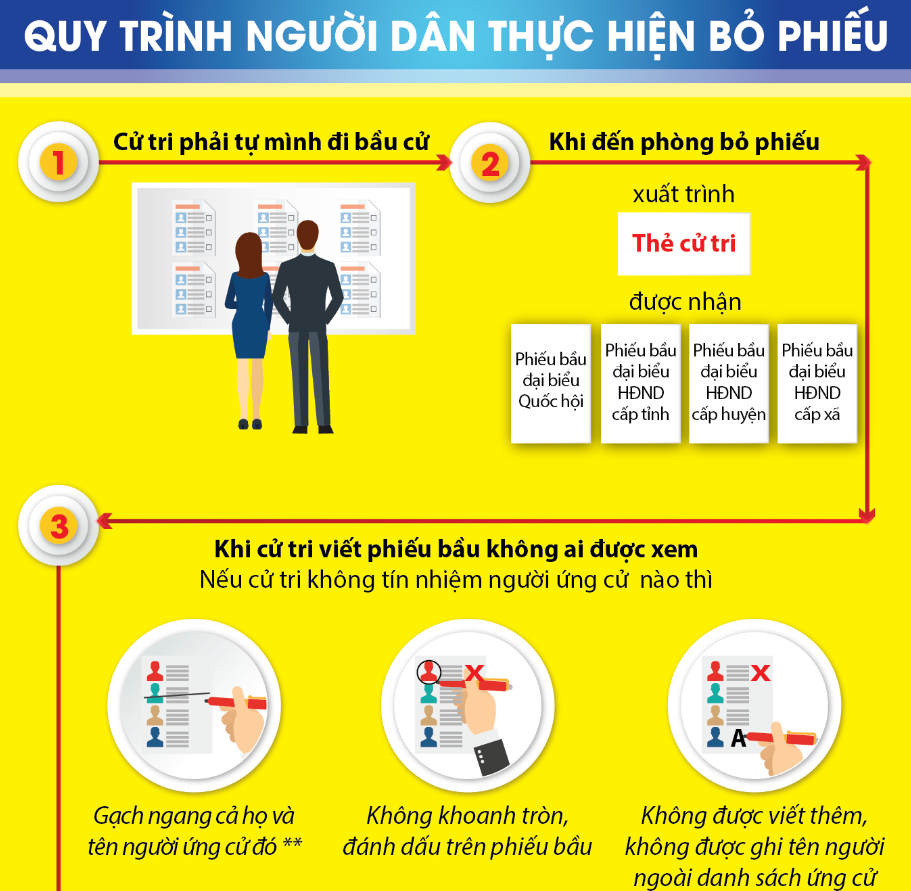 QUY TRÌNH NGƯỜI DÂN THỰC HIỆN BỎ PHIẾU
1
Cử tri phải tự mình đi bầu cử
2
Khi đến phòng bỏ phiếu
xuất trình
Thẻ cử tri
được nhận
Phiếu bầu
đại biểu
Quốc hội
Phiếu bầu
đại biểu
HĐND
cấp tỉnh
Phiếu bầu
đại biểu
HĐND
cấp huyện
Phiếu bầu
đại biểu
HĐND
cấp xã
3
Khi cử tri viết phiếu bầu không ai được xem
Nếu cử tri không tín nhiệm người ứng cử nào thì
X
X
A
Gạch ngang cả họ và
tên người ứng cử đó **
Không khoanh tròn,
đánh dấu trên phiếu bầu
Không được viết thêm,
không được ghi tên người
ngoài danh sách ứng cử